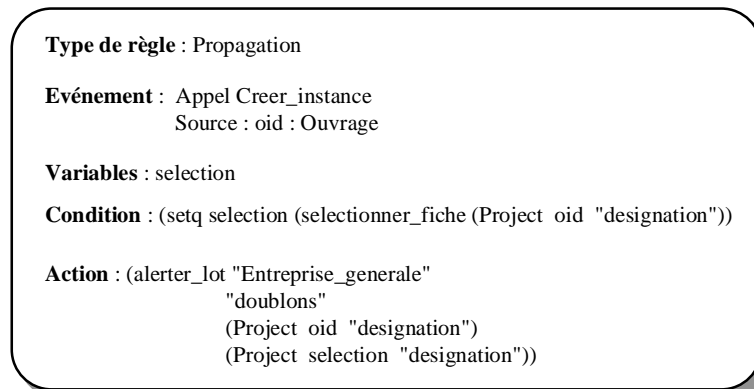 Type de règle : Propagation
Evénement : Appel Creer_instance
Source : oid : Ouvrage
Variables : selection
Condition : (setq selection (selectionner_fiche (Project oid "designation"))
Action : (alerter_lot "Entreprise_generale"
"doublons"
(Project oid "designation")
(Project selection "designation"))